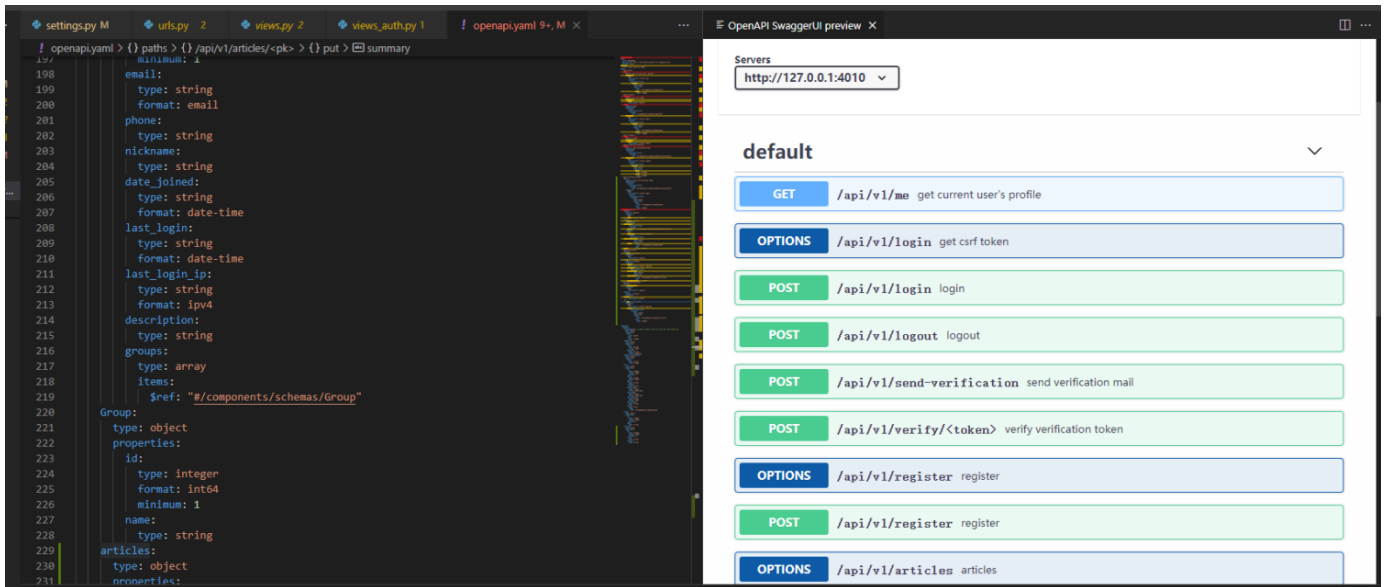 settings.py M
urls.py 2
views.py 2
views_auth.py 1
! openapi.yaml 9+, M ×
···
! openapi.yaml > {} paths > {} /api/v1/articles/<pk> > {} put > abc summary
197 minimum: 1
198 email:
199 type: string
200 format: email
201 phone:
202 type: string
203 nickname:
204 type: string
205 date_joined:
206 type: string
207 format: date-time
208 last_login:
209 type: string
210 format: date-time
211 last_login_ip:
212 type: string
213 format: ipv4
214 description:
215 type: string
216 groups:
217 type: array
218 items:
219 $ref: "#/components/schemas/Group"
220 Group:
221 type: object
222 properties:
223 id:
224 type: integer
225 format: int64
226 minimum: 1
227 name:
228 type: string
229 articles:
230 type: object
231 properties:
OpenAPI SwaggerUI preview ×
···
Servers
http://127.0.0.1:4010
default
GET /api/v1/me get current user's profile
OPTIONS /api/v1/login get csrf token
POST /api/v1/login login
POST /api/v1/logout logout
POST /api/v1/send-verification send verification mail
POST /api/v1/verify/<token> verify verification token
OPTIONS /api/v1/register register
POST /api/v1/register register
OPTIONS /api/v1/articles articles